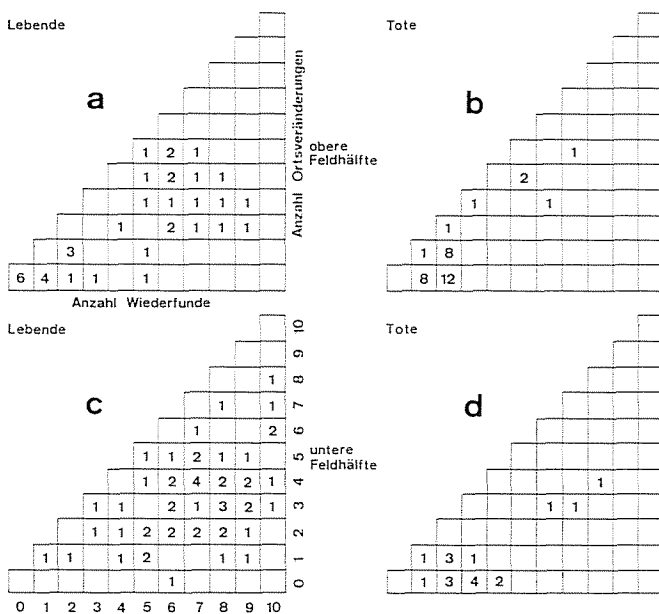 Lebende
Tote
a
b
Anzahl Ortsveränderungen
obere
Feldhälfte
1 2 1
1
1 2 1 1
2
1 1 1 1 1
1 1
1 2 1 1 1
1
3 1
1 8
6 4 1 1 1
8 12
Anzahl Wiederfunde
Lebende
Tote
c
d
untere
Feldhälfte
10
9
1 8
1 1 7
1 2 6
1 1 2 1 1 5
1 2 4 2 2 1 4
1
1 1 2 1 3 2 1 3
1 1
1 1 2 2 2 2 1 2
1 1 1 2 1 1 1
1 3 1
1 0
1 3 4 2
0 1 2 3 4 5 6 7 8 9 10